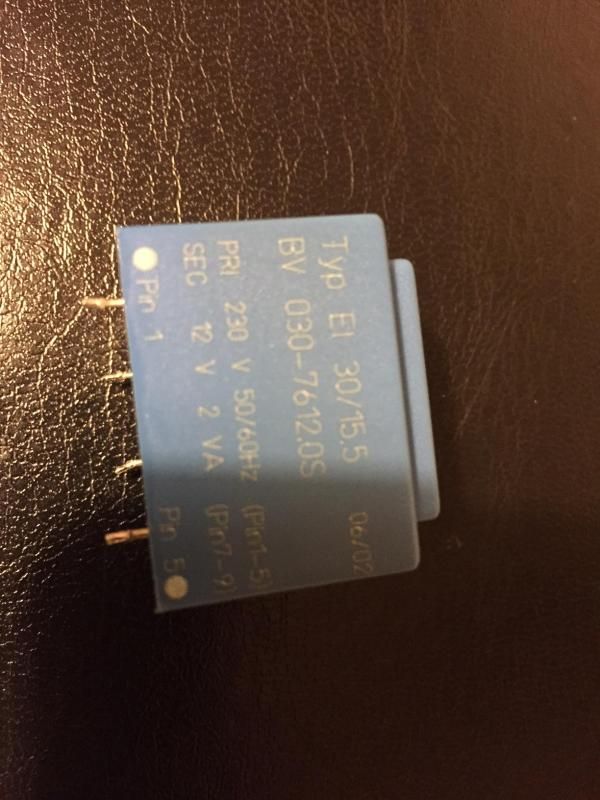 Typ EI 30/15.5 06/02
BV 030-7612.0S
PRI 230 V 50/60Hz (Pin1-5)
SEC 12 V 2 VA (Pin7-9)
Pin 1 Pin 5